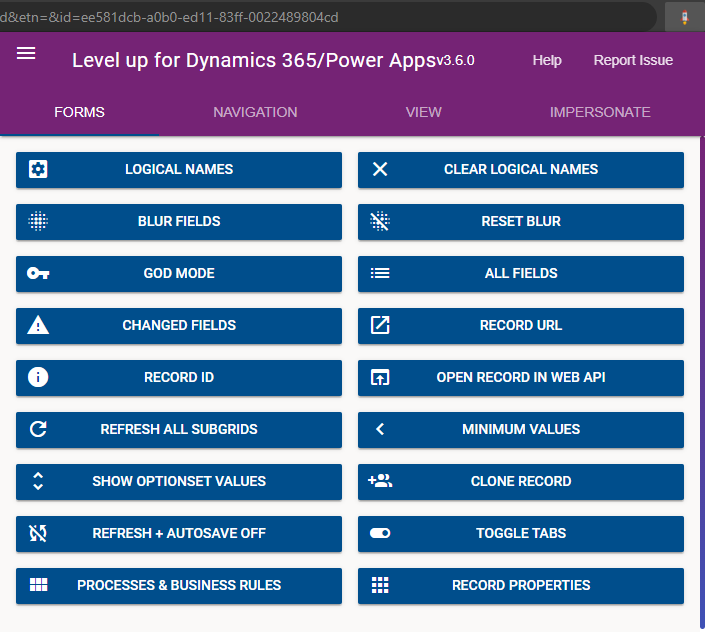 d&etn=&id=ee581dcb-a0b0-ed11-83ff-0022489804cd
Level up for Dynamics 365/Power Apps v3.6.0 Help Report Issue
FORMS NAVIGATION VIEW IMPERSONATE
LOGICAL NAMES CLEAR LOGICAL NAMES
BLUR FIELDS RESET BLUR
GOD MODE ALL FIELDS
CHANGED FIELDS RECORD URL
RECORD ID OPEN RECORD IN WEB API
REFRESH ALL SUBGRIDS MINIMUM VALUES
SHOW OPTIONSET VALUES CLONE RECORD
REFRESH + AUTOSAVE OFF TOGGLE TABS
PROCESSES & BUSINESS RULES RECORD PROPERTIES